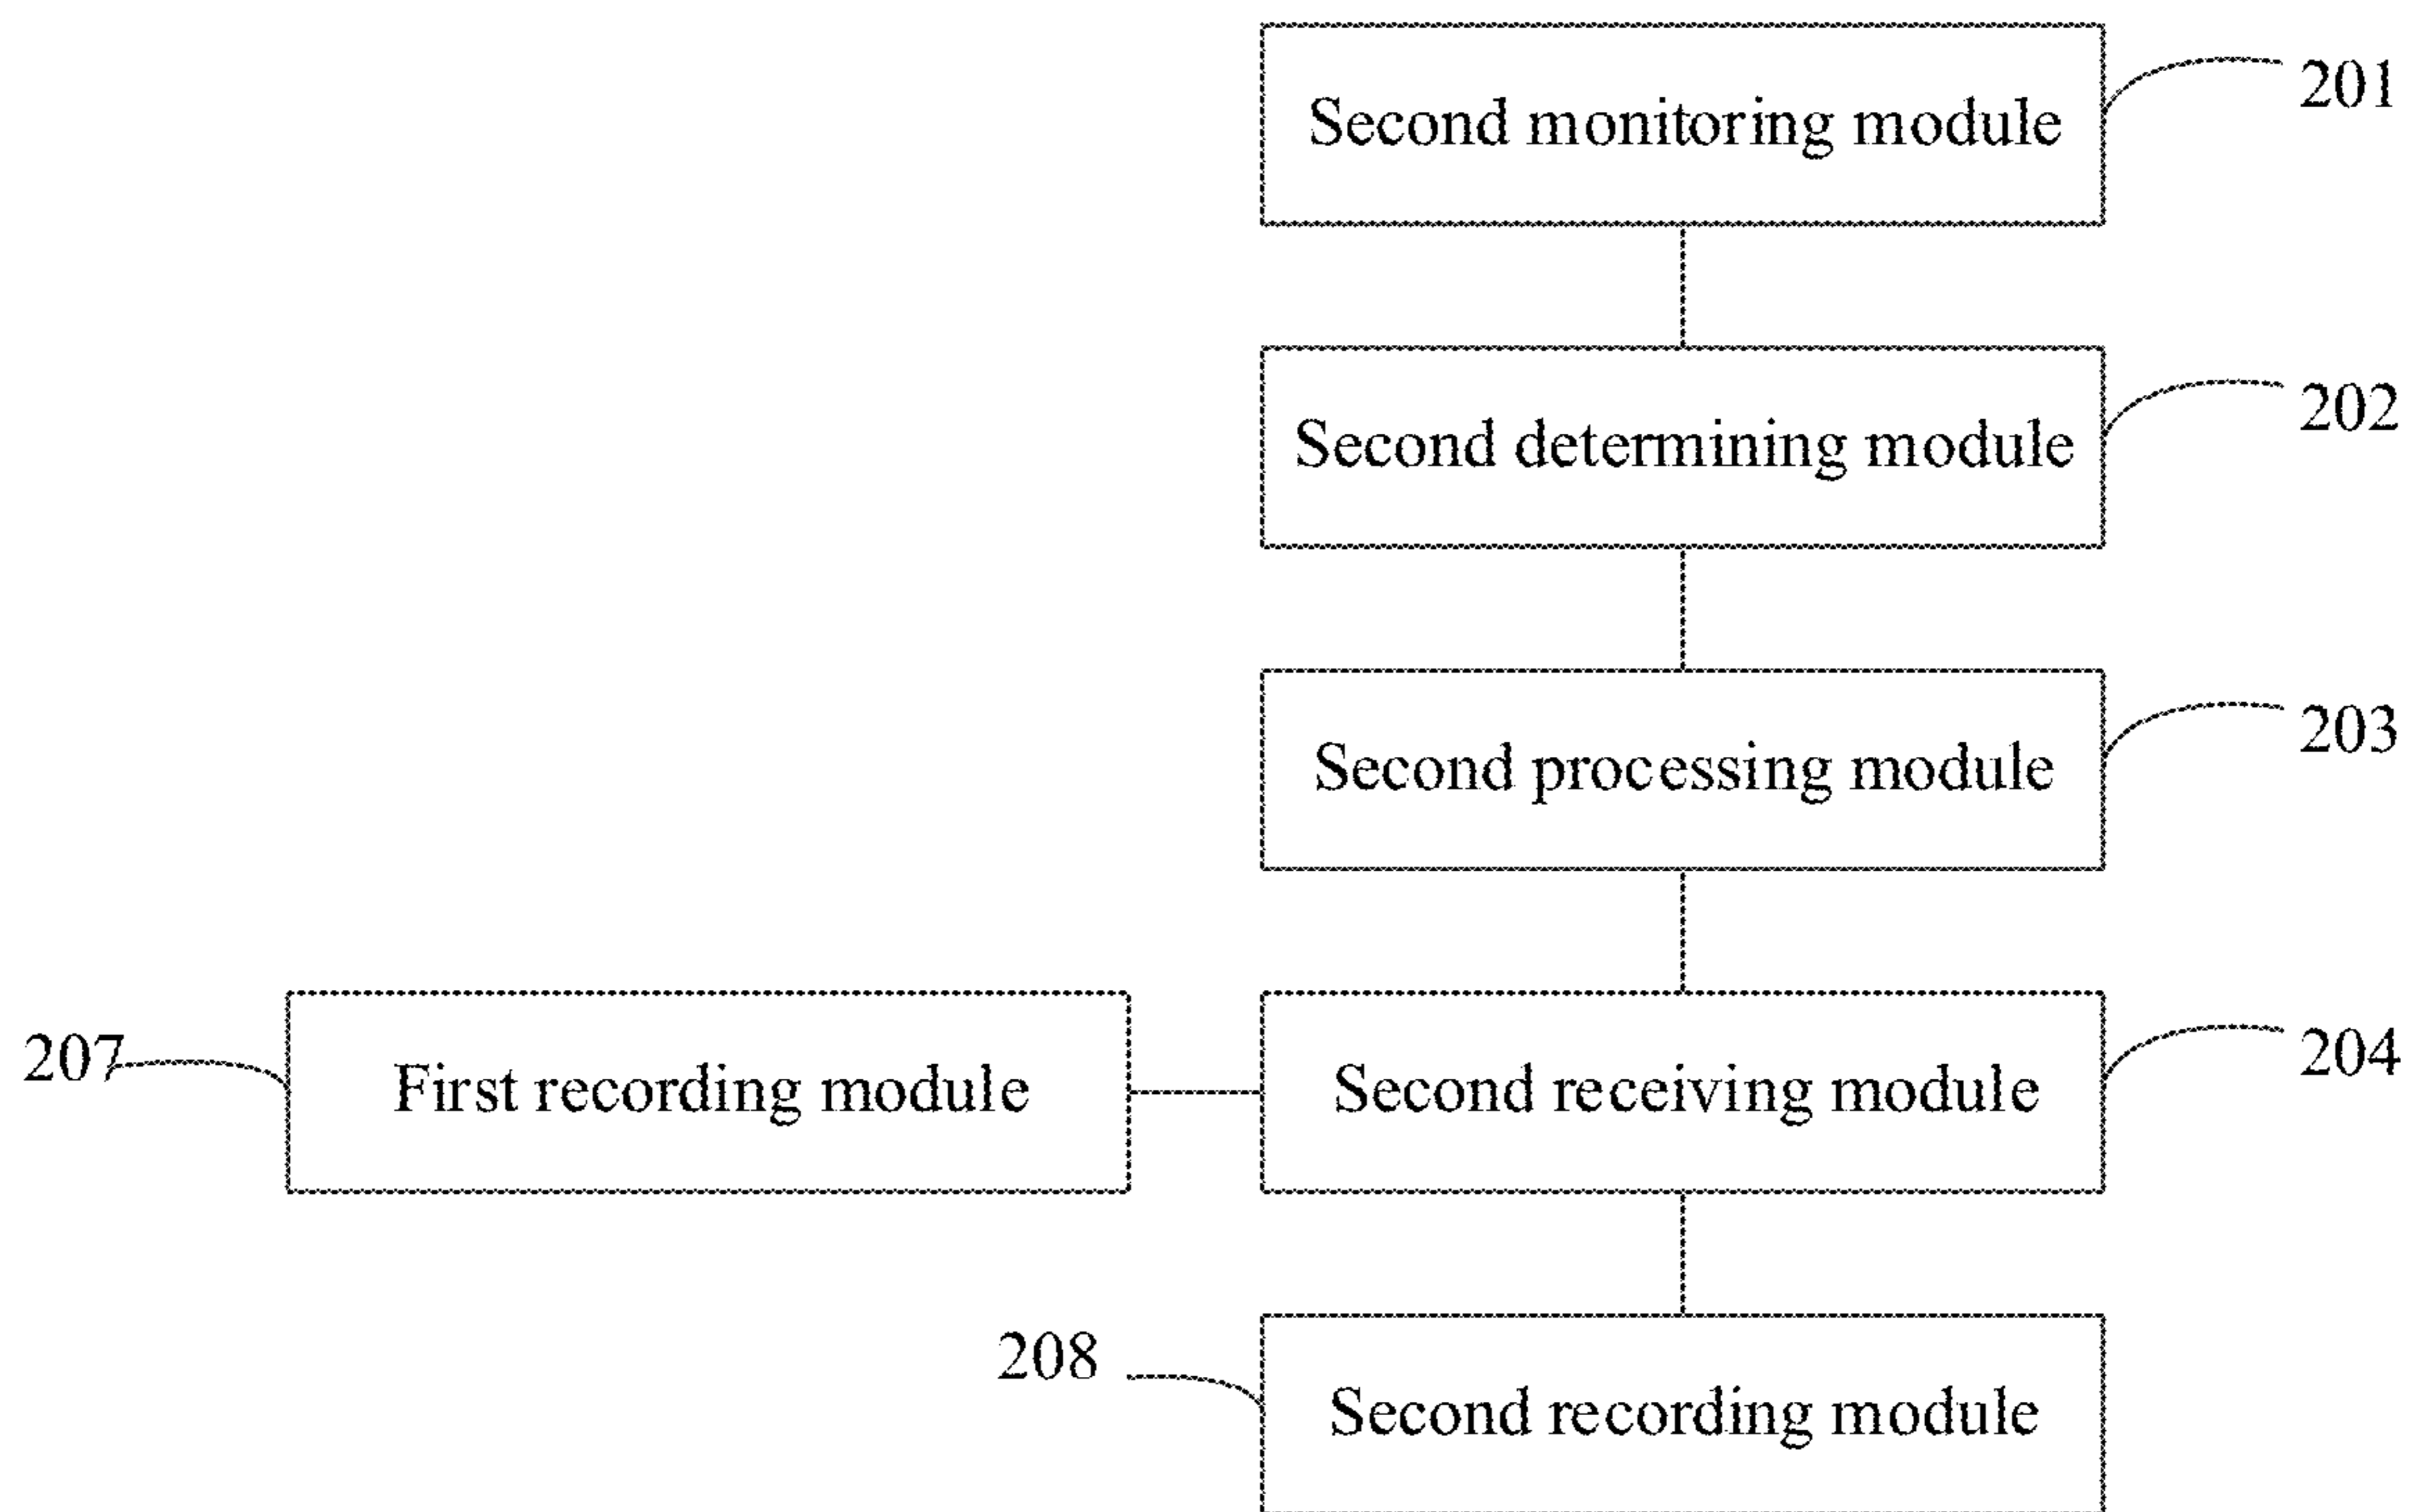 Second monitoring module
201
Second determining module
202
Second processing module
203
207
First recording module
Second receiving module
204
208
Second recording module